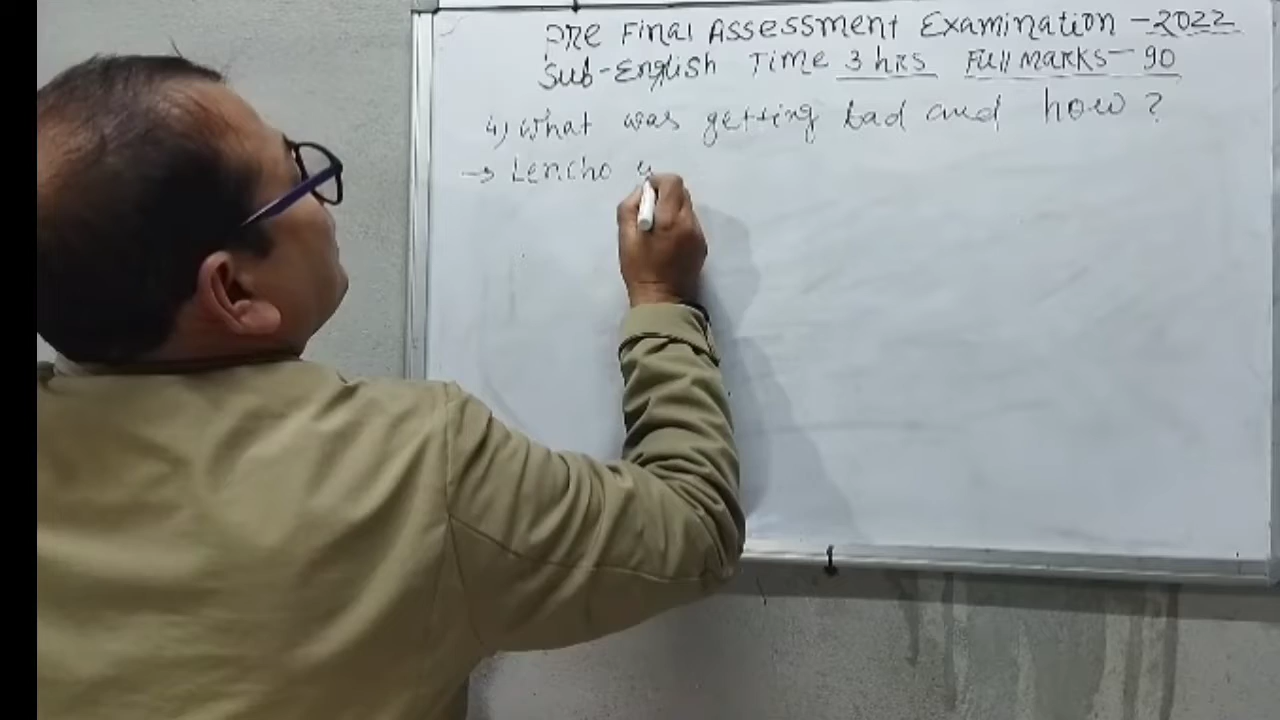 Pre Final Assessment Examination - 2022
Sub-English Time 3 hrs Full Marks - 90
4) What was getting bad and how ?
→ Lencho